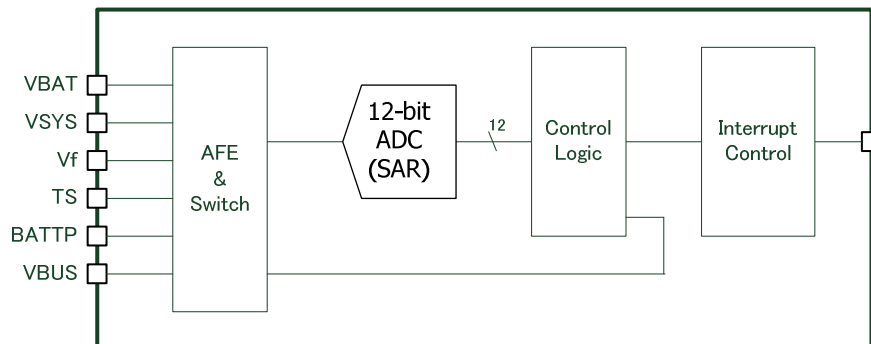 VBAT
VSYS
Vf
TS
BATTP
VBUS
AFE
&
Switch
12-bit
ADC
(SAR)
12
Control
Logic
Interrupt
Control